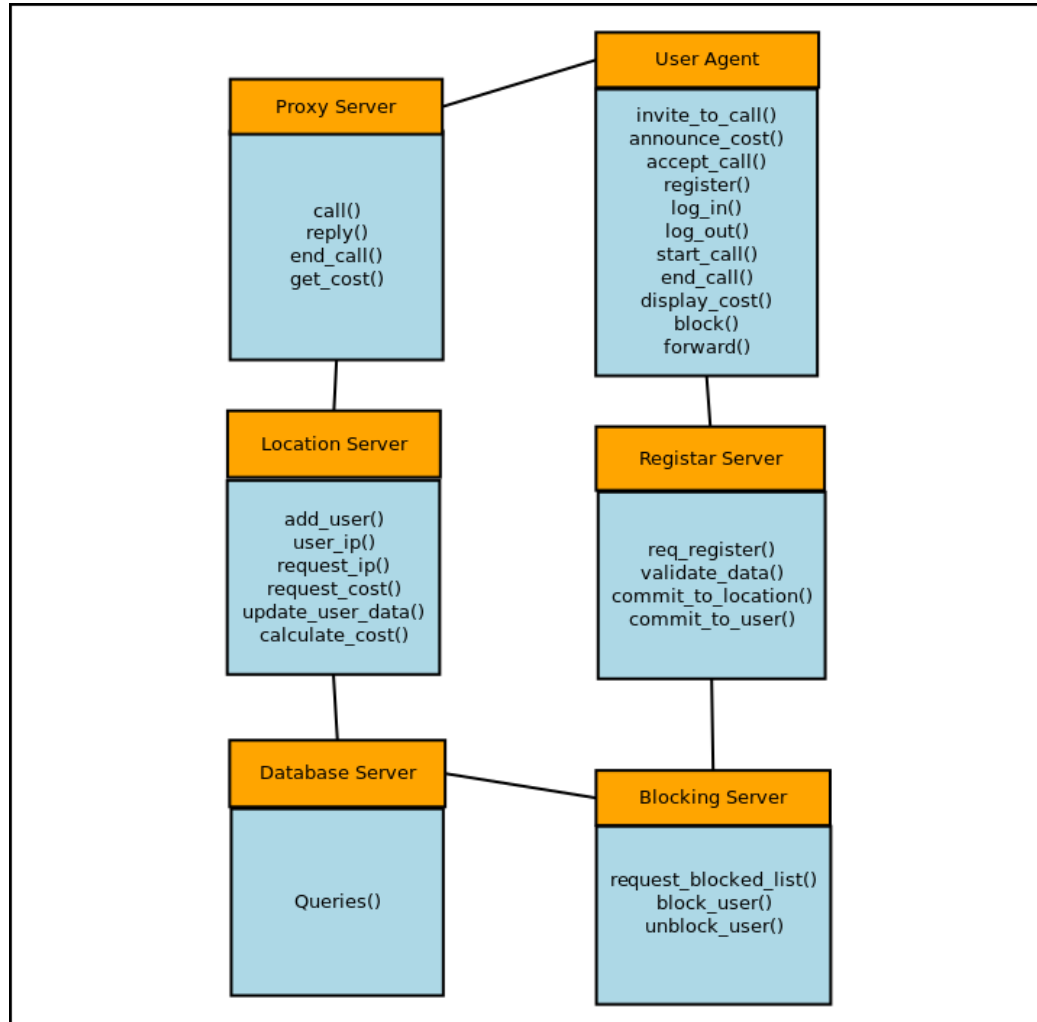 User Agent
invite_to_call()
announce_cost()
accept_call()
register()
log_in()
log_out()
start_call()
end_call()
display_cost()
block()
forward()
Proxy Server
call()
reply()
end_call()
get_cost()
Location Server
add_user()
user_ip()
request_ip()
request_cost()
update_user_data()
calculate_cost()
Registar Server
req_register()
validate_data()
commit_to_location()
commit_to_user()
Database Server
Queries()
Blocking Server
request_blocked_list()
block_user()
unblock_user()